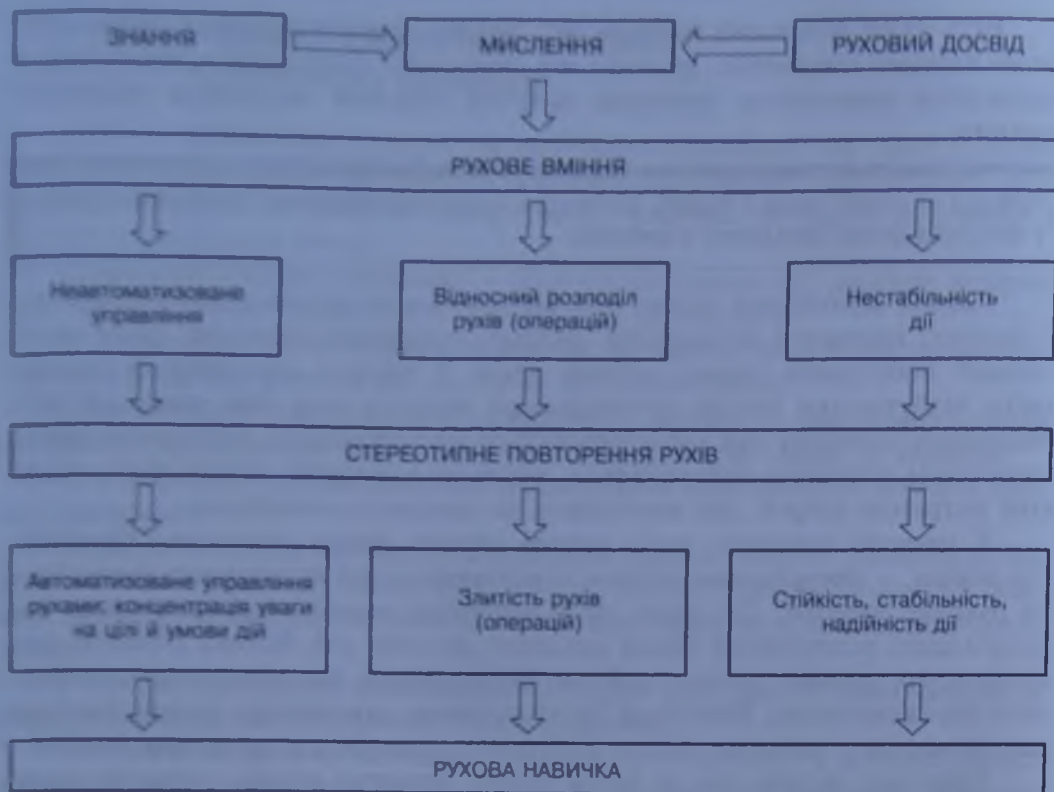 ЗНАННЯ
МИСЛЕННЯ
РУХОВИЙ ДОСВІД
РУХОВЕ ВМІННЯ
Неавтоматизоване
управління
Відносний розподіл
рухів (операцій)
Нестабільність
дії
СТЕРЕОТИПНЕ ПОВТОРЕННЯ РУХІВ
Автоматизоване управління
рухами; концентрація уваги
на цілі й умови дій
Злитість рухів
(операцій)
Стійкість, стабільність,
надійність дії
РУХОВА НАВИЧКА